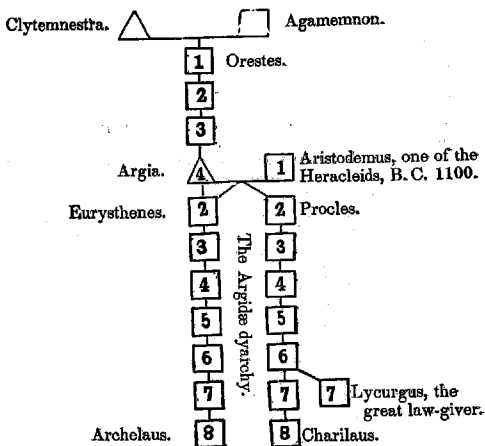 Clytemnestra. Agamemnon.
1 Orestes.
2
3
Argia. 4 1 Aristodemus, one of the
Heracleids, B. C. 1100.
Eurysthenes. 2 2 Procles.
3 3
4 4
5 5
6 6
7 7 7 Lycurgus, the
great law-giver.
Archelaus. 8 8 Charilaus.
The Argidæ dyarchy.